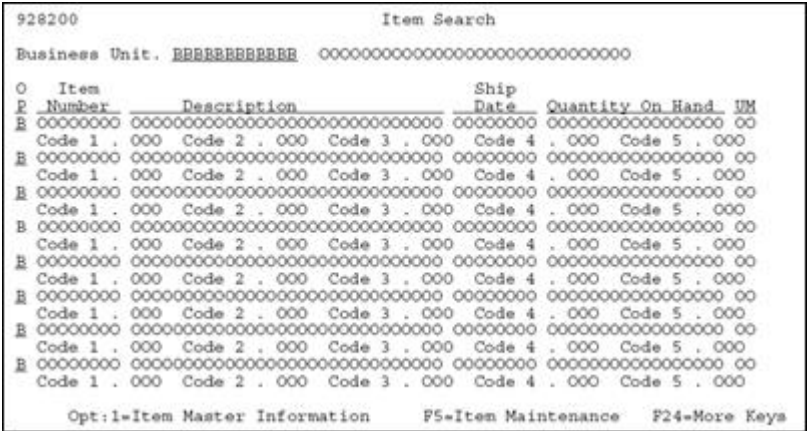 928200 Item Search
Business Unit. BBBBBBBBBBBB OOOOOOOOOOOOOOOOOOOOOOOOOOOOOO
O Item Ship
P Number Description Date Quantity On Hand UM
B OOOOOOOO OOOOOOOOOOOOOOOOOOOOOOOOOOOOOO OOOOOOOO OOOOOOOOOOOOOOOOO OO
Code 1 . OOO Code 2 . OOO Code 3 . OOO Code 4 . OOO Code 5 . OOO
B OOOOOOOO OOOOOOOOOOOOOOOOOOOOOOOOOOOOOO OOOOOOOO OOOOOOOOOOOOOOOOO OO
Code 1 . OOO Code 2 . OOO Code 3 . OOO Code 4 . OOO Code 5 . OOO
B OOOOOOOO OOOOOOOOOOOOOOOOOOOOOOOOOOOOOO OOOOOOOO OOOOOOOOOOOOOOOOO OO
Code 1 . OOO Code 2 . OOO Code 3 . OOO Code 4 . OOO Code 5 . OOO
B OOOOOOOO OOOOOOOOOOOOOOOOOOOOOOOOOOOOOO OOOOOOOO OOOOOOOOOOOOOOOOO OO
Code 1 . OOO Code 2 . OOO Code 3 . OOO Code 4 . OOO Code 5 . OOO
B OOOOOOOO OOOOOOOOOOOOOOOOOOOOOOOOOOOOOO OOOOOOOO OOOOOOOOOOOOOOOOO OO
Code 1 . OOO Code 2 . OOO Code 3 . OOO Code 4 . OOO Code 5 . OOO
B OOOOOOOO OOOOOOOOOOOOOOOOOOOOOOOOOOOOOO OOOOOOOO OOOOOOOOOOOOOOOOO OO
Code 1 . OOO Code 2 . OOO Code 3 . OOO Code 4 . OOO Code 5 . OOO
B OOOOOOOO OOOOOOOOOOOOOOOOOOOOOOOOOOOOOO OOOOOOOO OOOOOOOOOOOOOOOOO OO
Code 1 . OOO Code 2 . OOO Code 3 . OOO Code 4 . OOO Code 5 . OOO
B OOOOOOOO OOOOOOOOOOOOOOOOOOOOOOOOOOOOOO OOOOOOOO OOOOOOOOOOOOOOOOO OO
Code 1 . OOO Code 2 . OOO Code 3 . OOO Code 4 . OOO Code 5 . OOO
Opt:1=Item Master Information F5=Item Maintenance F24=More Keys